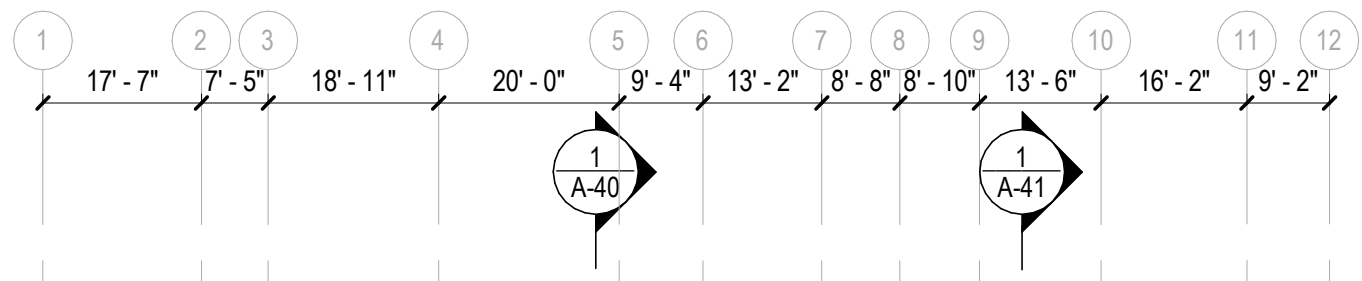 1 2 3 4 5 6 7 8 9 10 11 12
17' - 7" 7' - 5" 18' - 11" 20' - 0" 9' - 4" 13' - 2" 8' - 8" 8' - 10" 13' - 6" 16' - 2" 9' - 2"
1 1
A-40 A-41